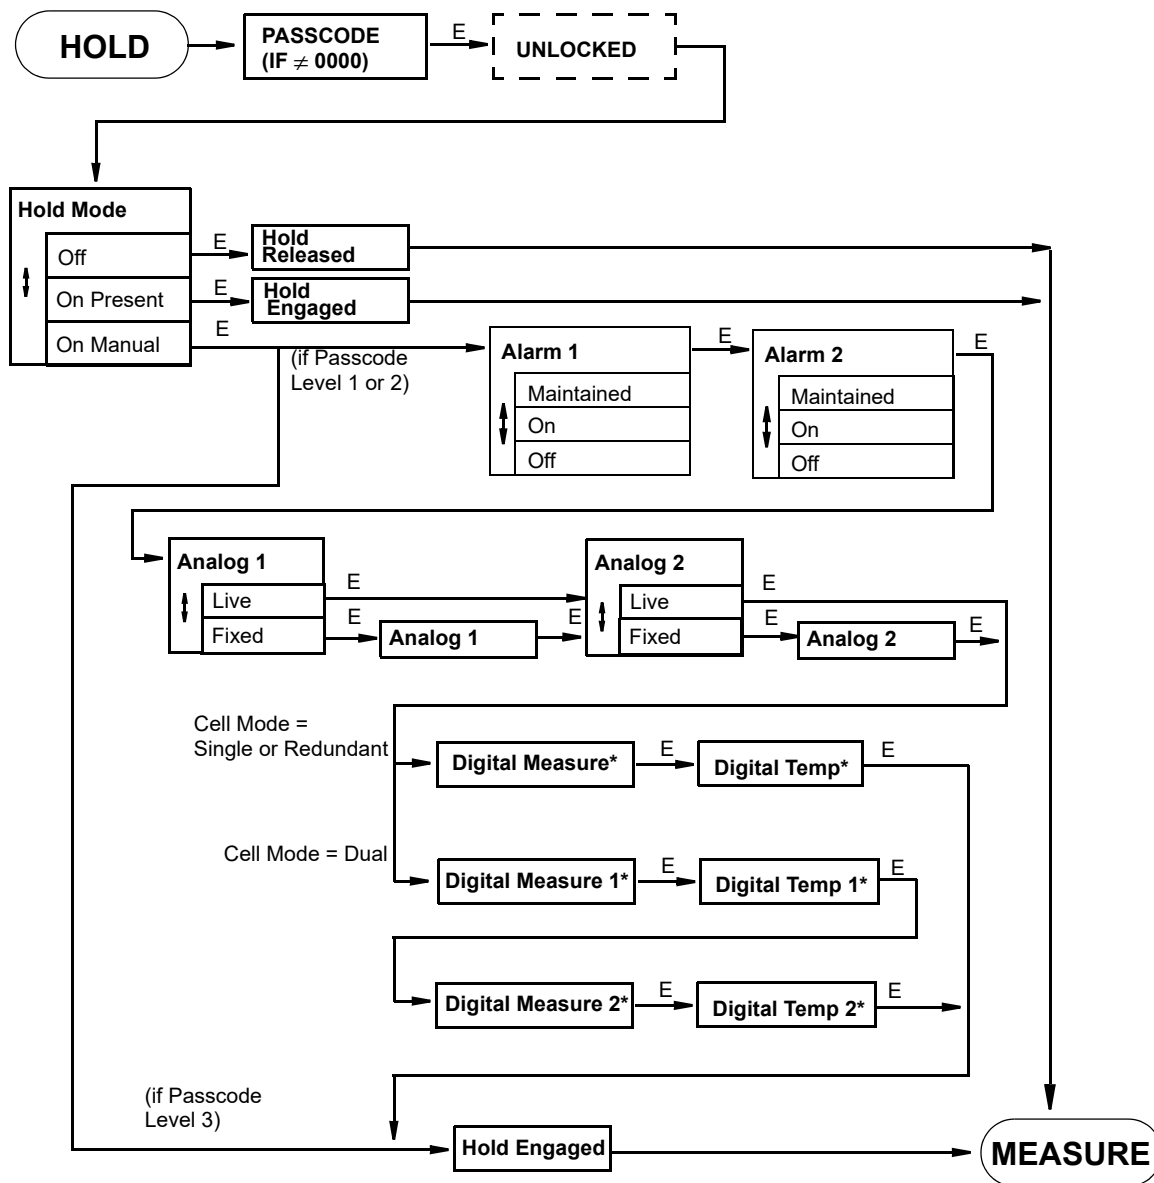 HOLD
PASSCODE
(IF ≠ 0000)
E
UNLOCKED
Hold Mode
Off
E
Hold
Released
On Present
E
Hold
Engaged
On Manual
E
(if Passcode
Level 1 or 2)
Alarm 1
Maintained
On
Off
E
Alarm 2
Maintained
On
Off
E
Analog 1
Live
Fixed
E
E
Analog 1
E
Analog 2
Live
Fixed
E
E
Analog 2
E
Cell Mode =
Single or Redundant
Digital Measure*
E
Digital Temp*
E
Cell Mode = Dual
Digital Measure 1*
E
Digital Temp 1*
E
Digital Measure 2*
E
Digital Temp 2*
E
(if Passcode
Level 3)
Hold Engaged
MEASURE